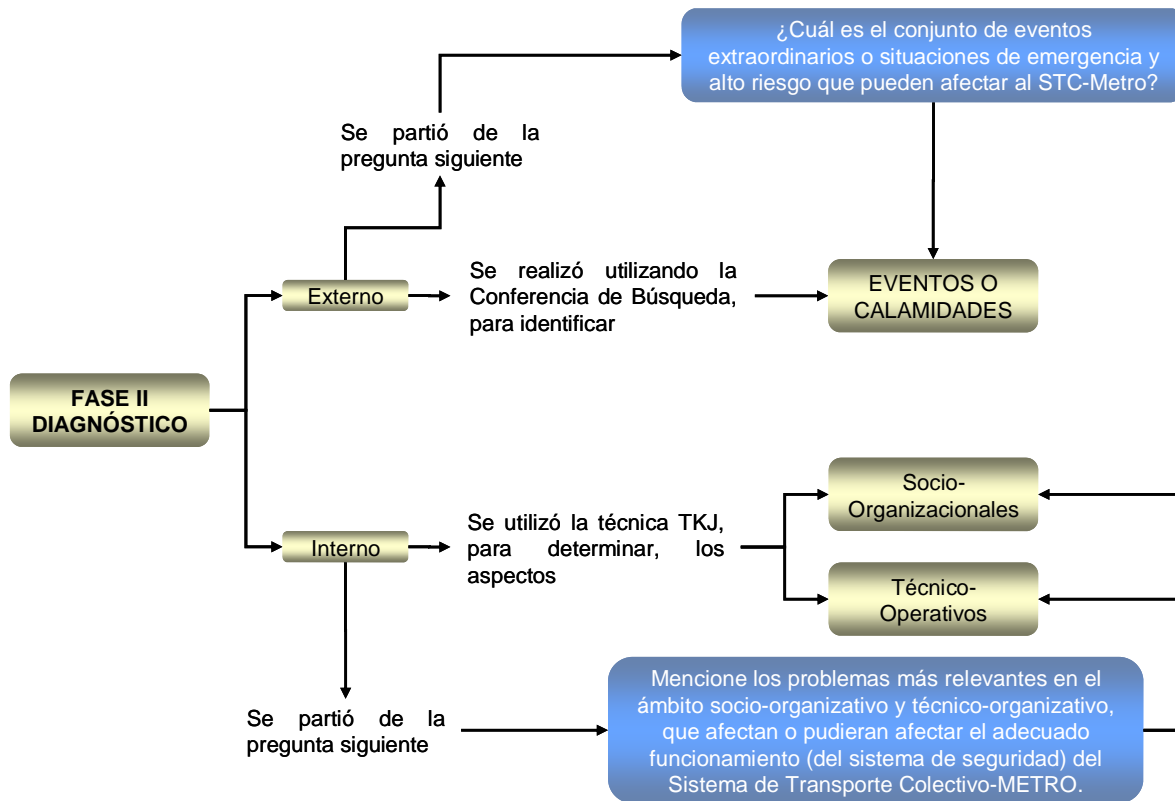 ¿Cuál es el conjunto de eventos
extraordinarios o situaciones de emergencia y
alto riesgo que pueden afectar al STC-Metro?
Se partió de la
pregunta siguiente
Externo
Se realizó utilizando la
Conferencia de Búsqueda,
para identificar
EVENTOS O
CALAMIDADES
FASE II
DIAGNÓSTICO
Interno
Se utilizó la técnica TKJ,
para determinar, los
aspectos
Socio-
Organizacionales
Técnico-
Operativos
Se partió de la
pregunta siguiente
Mencione los problemas más relevantes en el
ámbito socio-organizativo y técnico-organizativo,
que afectan o pudieran afectar el adecuado
funcionamiento (del sistema de seguridad) del
Sistema de Transporte Colectivo-METRO.